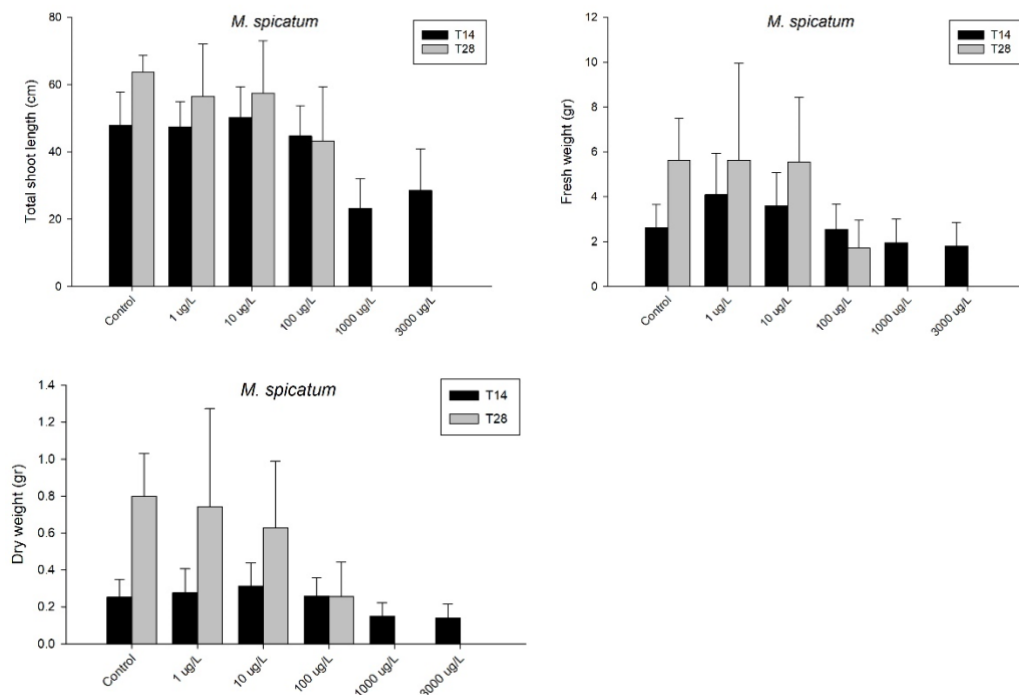 M. spicatum
T14
T28
Total shoot length (cm)
80
60
40
20
0
Control
1 ug/L
10 ug/L
100 ug/L
1000 ug/L
3000 ug/L
M. spicatum
T14
T28
Fresh weight (gr)
12
10
8
6
4
2
0
Control
1 ug/L
10 ug/L
100 ug/L
1000 ug/L
3000 ug/L
M. spicatum
T14
T28
Dry weight (gr)
1.4
1.2
1.0
0.8
0.6
0.4
0.2
0.0
Control
1 ug/L
10 ug/L
100 ug/L
1000 ug/L
3000 ug/L